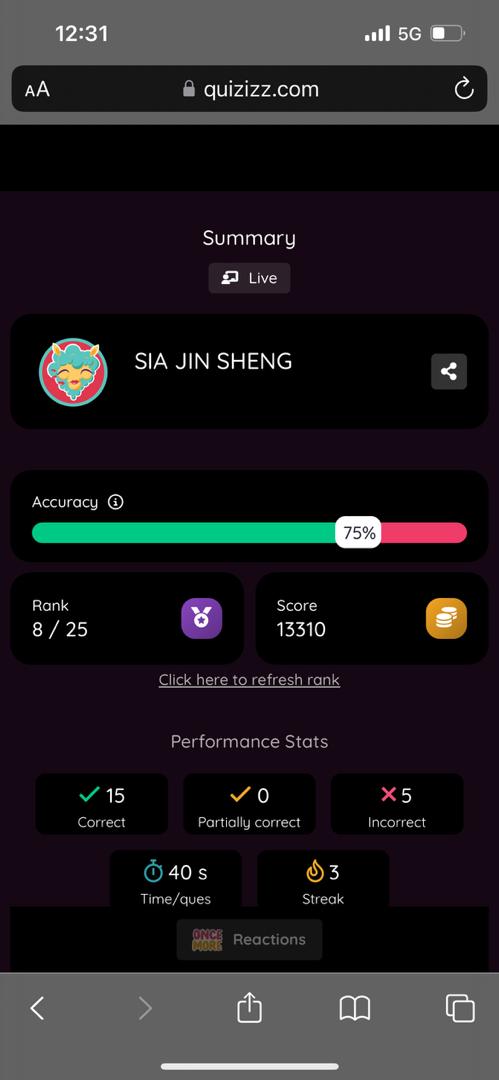 12:31
5G
AA
quizizz.com
Summary
Live
SIA JIN SHENG
Accuracy
75%
Rank
8 / 25
Score
13310
Click here to refresh rank
Performance Stats
15
Correct
0
Partially correct
5
Incorrect
40 s
Time/ques
3
Streak
ONCE
MORE
Reactions